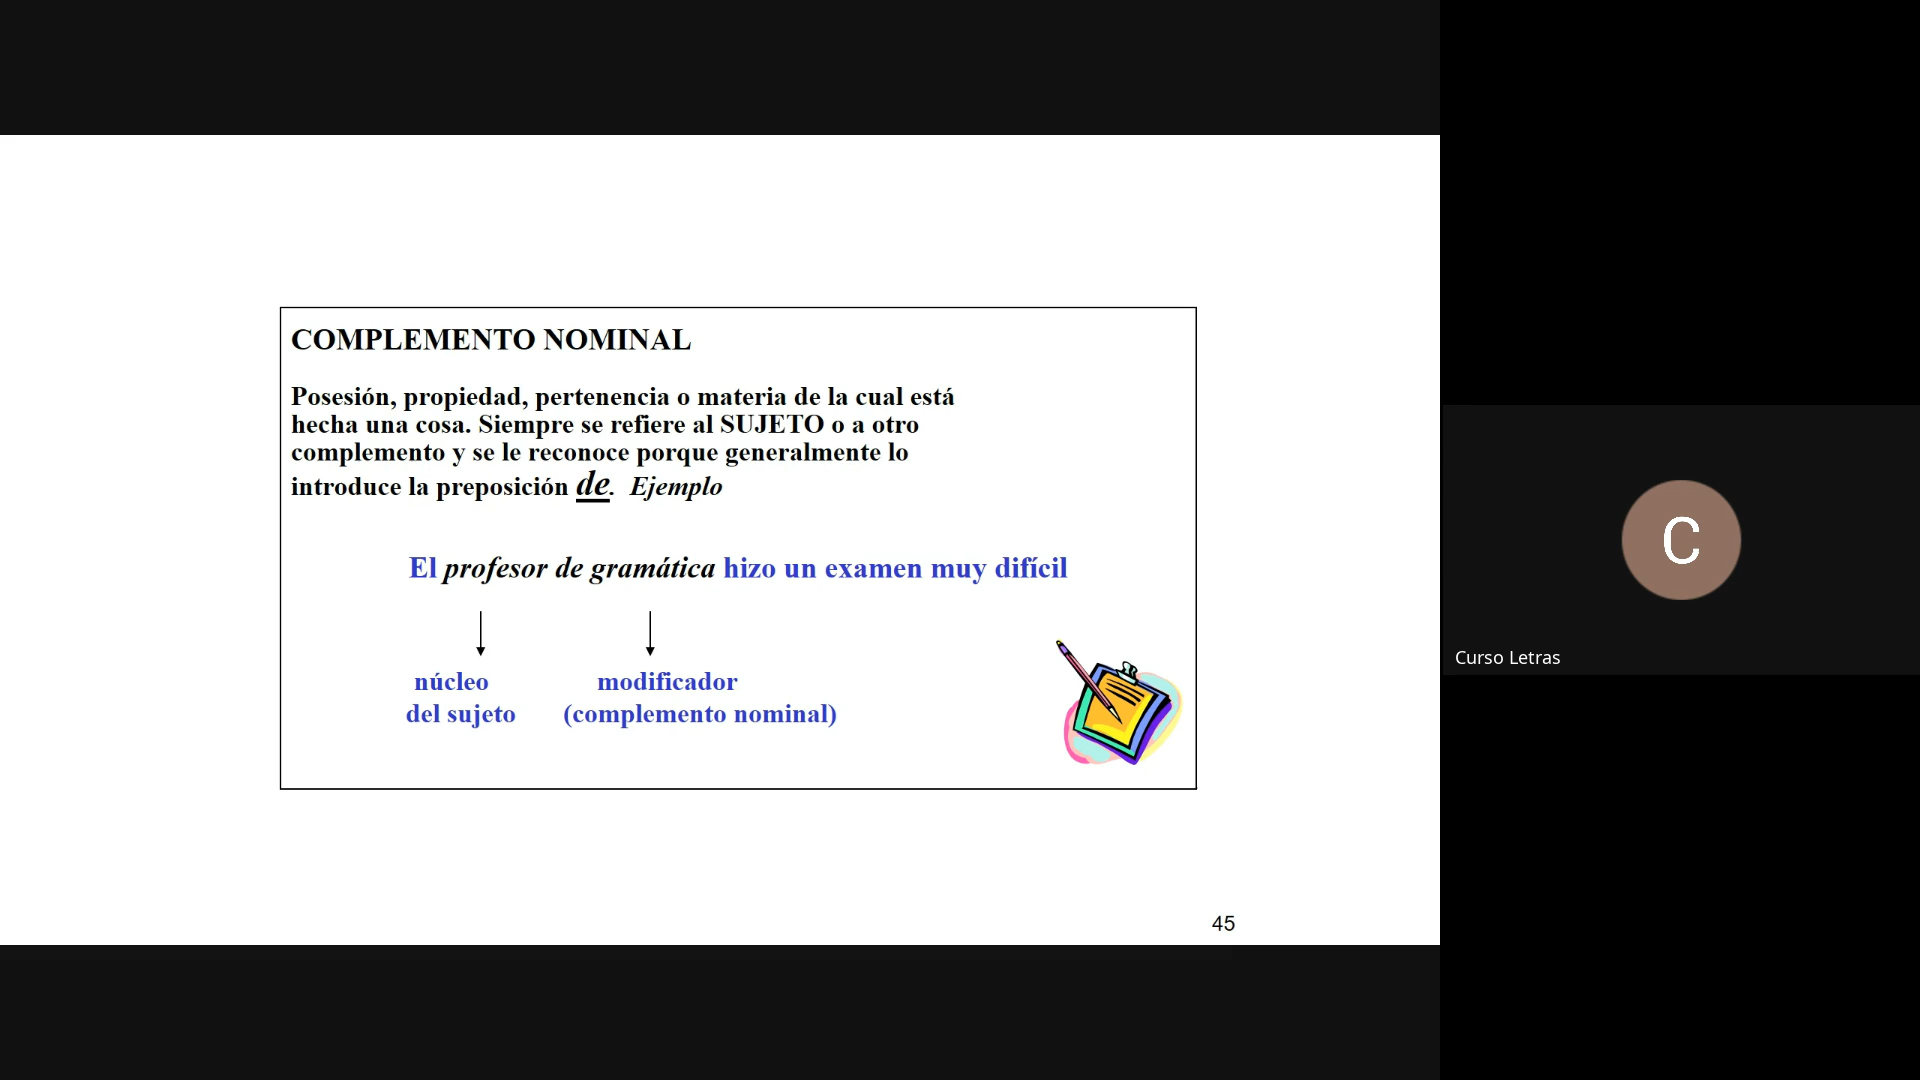 COMPLEMENTO NOMINAL
Posesión, propiedad, pertenencia o materia de la cual está
hecha una cosa. Siempre se refiere al SUJETO o a otro
complemento y se le reconoce porque generalmente lo
introduce la preposición de. Ejemplo
El profesor de gramática hizo un examen muy difícil
núcleo
del sujeto
modificador
(complemento nominal)
45
C
Curso Letras